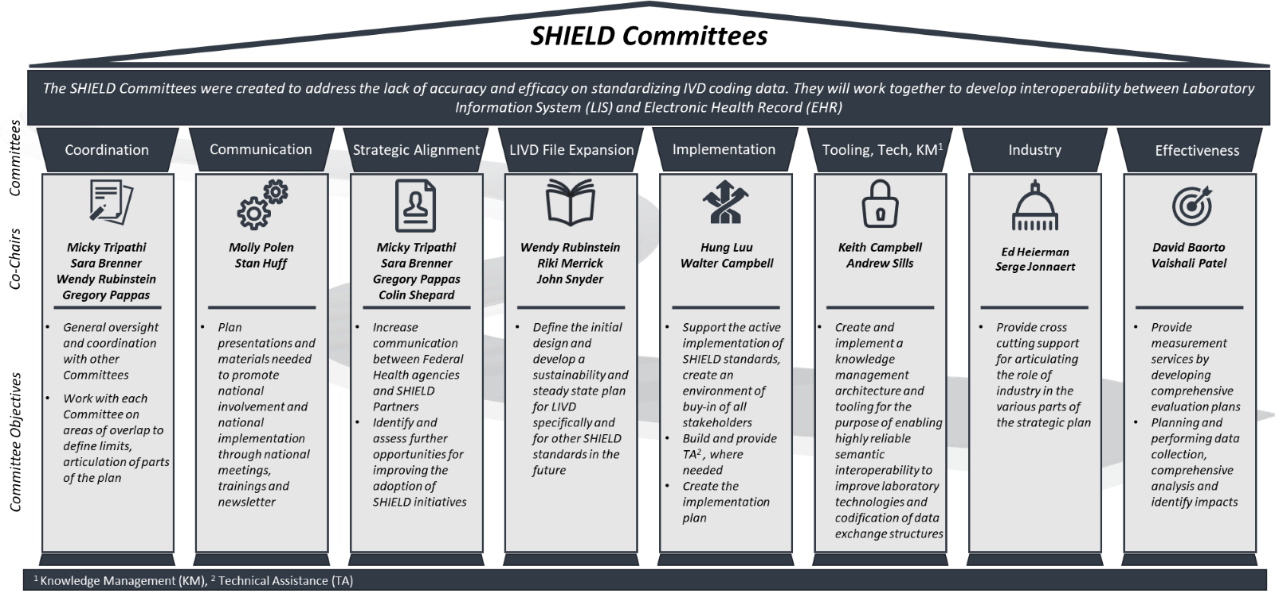 SHIELD Committees
The SHIELD Committees were created to address the lack of accuracy and efficacy on standardizing IVD coding data. They will work together to develop interoperability between Laboratory
Information System (LIS) and Electronic Health Record (EHR)
Committees
Coordination
Communication
Strategic Alignment
LIVD File Expansion
Implementation
Tooling, Tech, KM¹
Industry
Effectiveness
Co-Chairs
Micky Tripathi
Sara Brenner
Wendy Rubinstein
Gregory Pappas
Molly Polen
Stan Huff
Micky Tripathi
Sara Brenner
Gregory Pappas
Colin Shepard
Wendy Rubinstein
Riki Merrick
John Snyder
Hung Luu
Walter Campbell
Keith Campbell
Andrew Sills
Ed Heierman
Serge Jonnaert
David Baorto
Vaishali Patel
Committee Objectives
• General oversight
and coordination
with other
Committees
• Work with each
Committee on
areas of overlap to
define limits,
articulation of parts
of the plan
• Plan
presentations and
materials needed
to promote
national
involvement and
national
implementation
through national
meetings,
trainings and
newsletter
• Increase
communication
between Federal
Health agencies
and SHIELD
Partners
• Identify and
assess further
opportunities for
improving the
adoption of
SHIELD initiatives
• Define the initial
design and
develop a
sustainability and
steady state plan
for LIVD
specifically and
for other SHIELD
standards in the
future
• Support the active
implementation of
SHIELD standards,
create an
environment of
buy-in of all
stakeholders
• Build and provide
TA², where
needed
• Create the
implementation
plan
• Create and
implement a
knowledge
management
architecture and
tooling for the
purpose of enabling
highly reliable
semantic
interoperability to
improve laboratory
technologies and
codification of data
exchange structures
• Provide cross
cutting support
for articulating
the role of
industry in the
various parts of
the strategic plan
• Provide
measurement
services by
developing
comprehensive
evaluation plans
• Planning and
performing data
collection,
comprehensive
analysis and
identify impacts
¹ Knowledge Management (KM), ² Technical Assistance (TA)